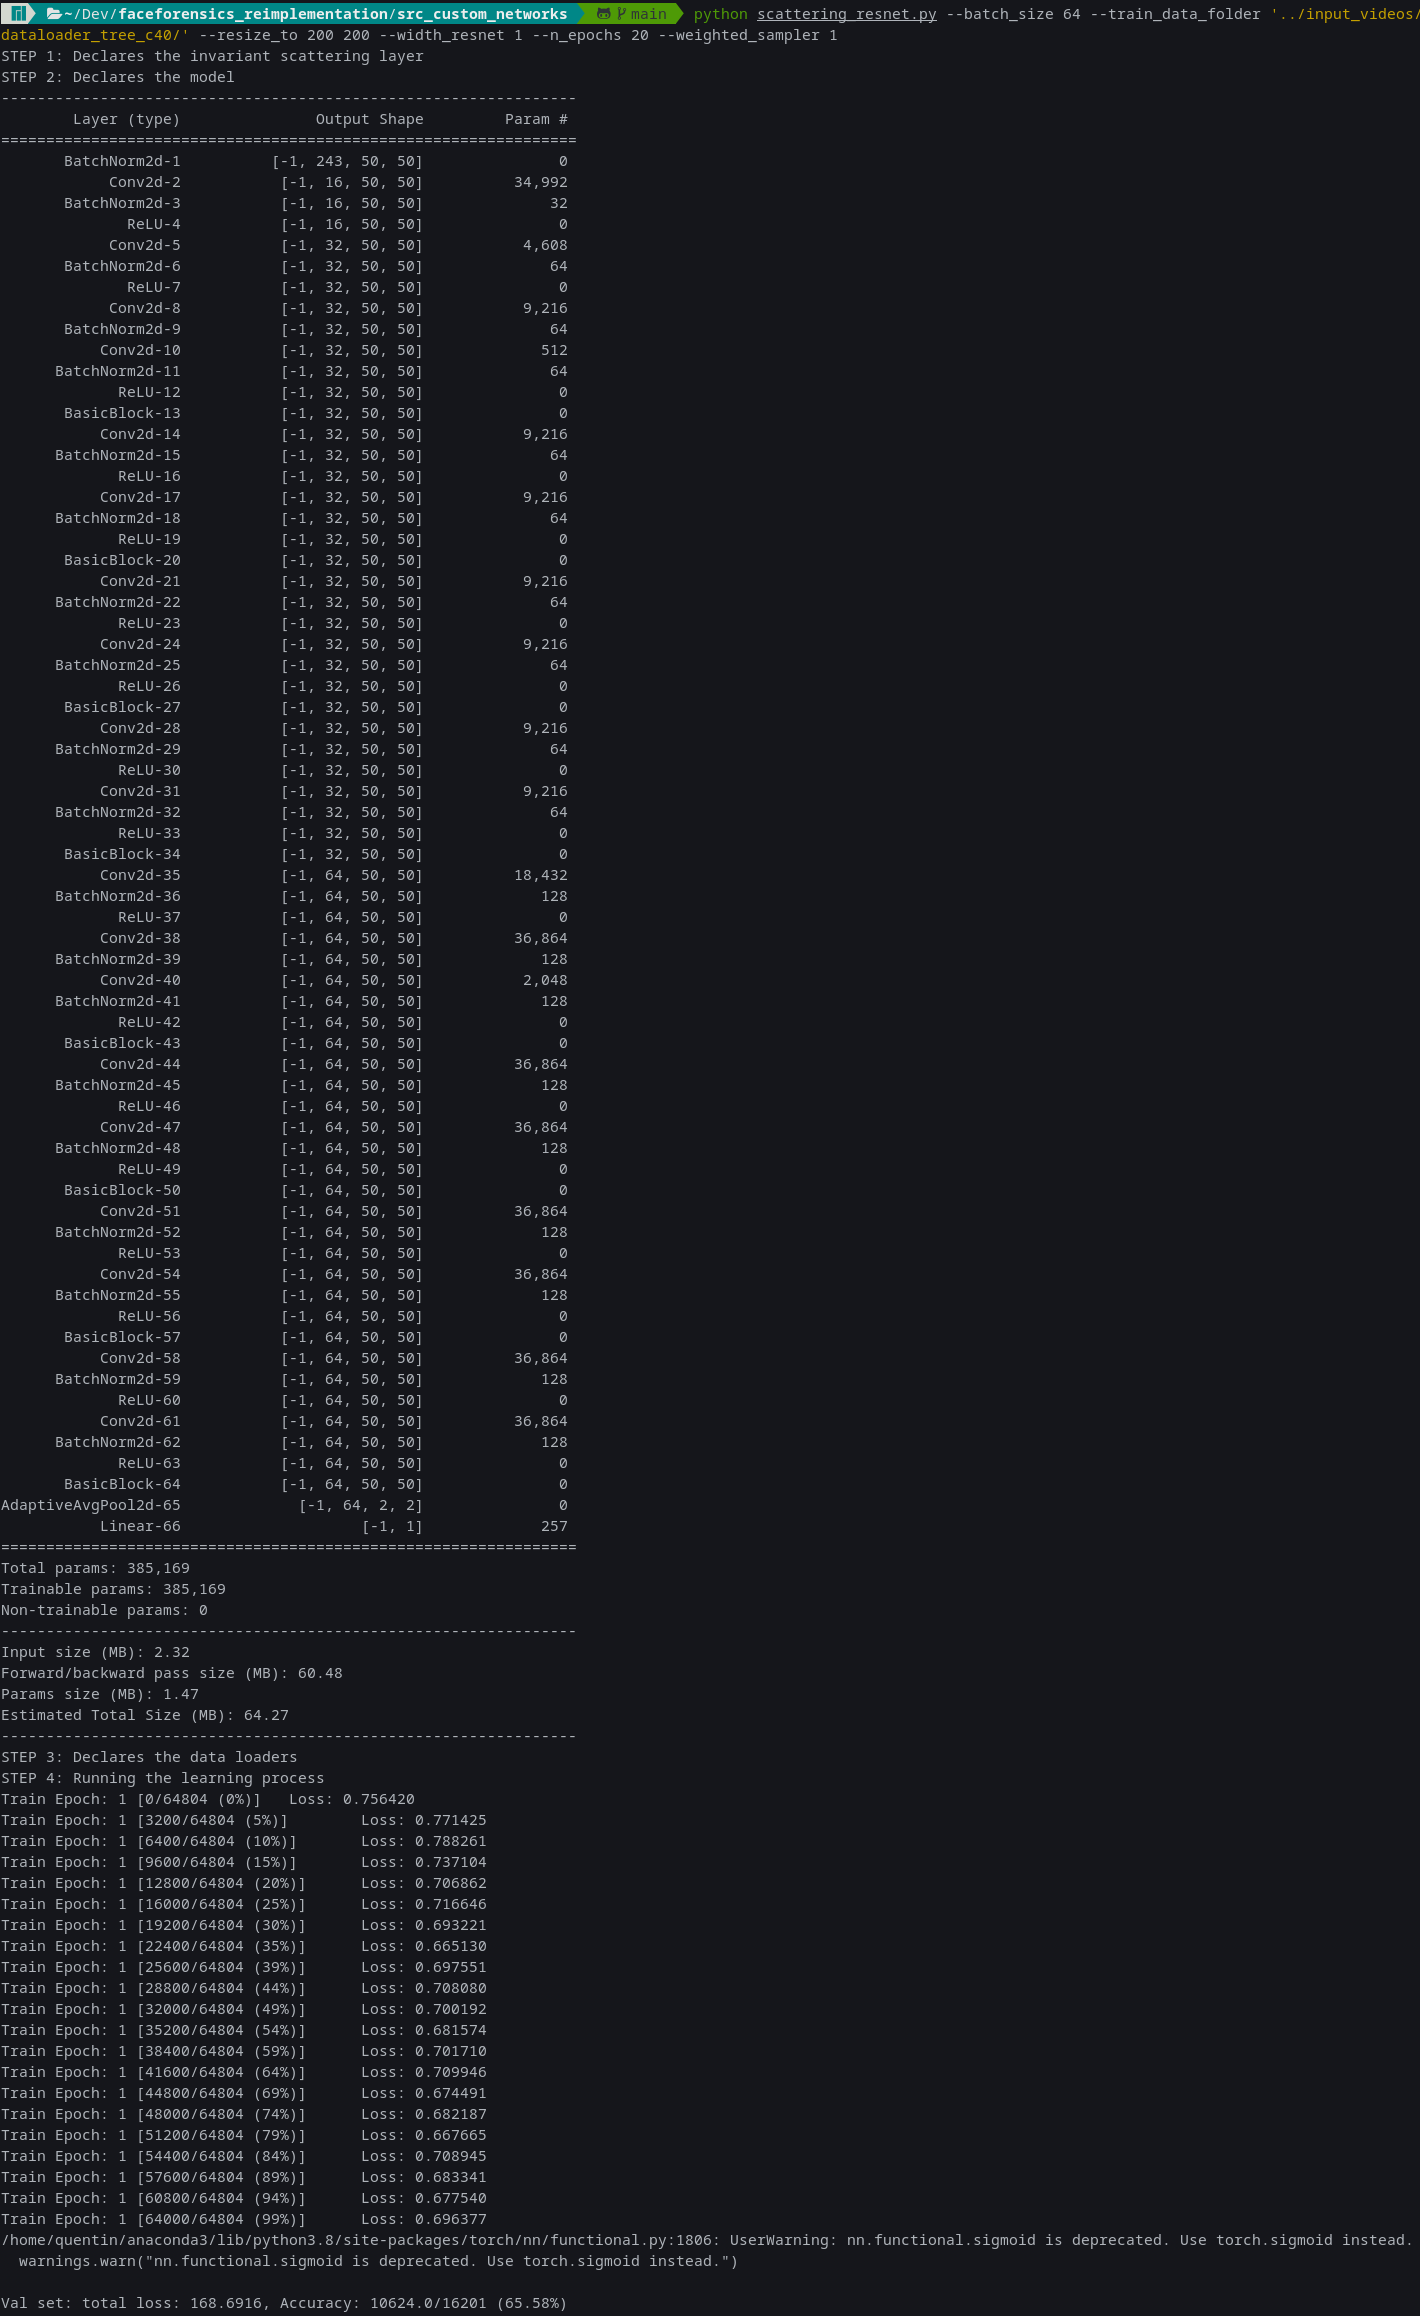 ~/Dev/faceforensics_reimplementation/src_custom_networks main python scattering_resnet.py --batch_size 64 --train_data_folder '../input_videos/
dataloader_tree_c40/' --resize_to 200 200 --width_resnet 1 --n_epochs 20 --weighted_sampler 1
STEP 1: Declares the invariant scattering layer
STEP 2: Declares the model
----------------------------------------------------------------
Layer (type) Output Shape Param #
================================================================
BatchNorm2d-1 [-1, 243, 50, 50] 0
Conv2d-2 [-1, 16, 50, 50] 34,992
BatchNorm2d-3 [-1, 16, 50, 50] 32
ReLU-4 [-1, 16, 50, 50] 0
Conv2d-5 [-1, 32, 50, 50] 4,608
BatchNorm2d-6 [-1, 32, 50, 50] 64
ReLU-7 [-1, 32, 50, 50] 0
Conv2d-8 [-1, 32, 50, 50] 9,216
BatchNorm2d-9 [-1, 32, 50, 50] 64
Conv2d-10 [-1, 32, 50, 50] 512
BatchNorm2d-11 [-1, 32, 50, 50] 64
ReLU-12 [-1, 32, 50, 50] 0
BasicBlock-13 [-1, 32, 50, 50] 0
Conv2d-14 [-1, 32, 50, 50] 9,216
BatchNorm2d-15 [-1, 32, 50, 50] 64
ReLU-16 [-1, 32, 50, 50] 0
Conv2d-17 [-1, 32, 50, 50] 9,216
BatchNorm2d-18 [-1, 32, 50, 50] 64
ReLU-19 [-1, 32, 50, 50] 0
BasicBlock-20 [-1, 32, 50, 50] 0
Conv2d-21 [-1, 32, 50, 50] 9,216
BatchNorm2d-22 [-1, 32, 50, 50] 64
ReLU-23 [-1, 32, 50, 50] 0
Conv2d-24 [-1, 32, 50, 50] 9,216
BatchNorm2d-25 [-1, 32, 50, 50] 64
ReLU-26 [-1, 32, 50, 50] 0
BasicBlock-27 [-1, 32, 50, 50] 0
Conv2d-28 [-1, 32, 50, 50] 9,216
BatchNorm2d-29 [-1, 32, 50, 50] 64
ReLU-30 [-1, 32, 50, 50] 0
Conv2d-31 [-1, 32, 50, 50] 9,216
BatchNorm2d-32 [-1, 32, 50, 50] 64
ReLU-33 [-1, 32, 50, 50] 0
BasicBlock-34 [-1, 32, 50, 50] 0
Conv2d-35 [-1, 64, 50, 50] 18,432
BatchNorm2d-36 [-1, 64, 50, 50] 128
ReLU-37 [-1, 64, 50, 50] 0
Conv2d-38 [-1, 64, 50, 50] 36,864
BatchNorm2d-39 [-1, 64, 50, 50] 128
Conv2d-40 [-1, 64, 50, 50] 2,048
BatchNorm2d-41 [-1, 64, 50, 50] 128
ReLU-42 [-1, 64, 50, 50] 0
BasicBlock-43 [-1, 64, 50, 50] 0
Conv2d-44 [-1, 64, 50, 50] 36,864
BatchNorm2d-45 [-1, 64, 50, 50] 128
ReLU-46 [-1, 64, 50, 50] 0
Conv2d-47 [-1, 64, 50, 50] 36,864
BatchNorm2d-48 [-1, 64, 50, 50] 128
ReLU-49 [-1, 64, 50, 50] 0
BasicBlock-50 [-1, 64, 50, 50] 0
Conv2d-51 [-1, 64, 50, 50] 36,864
BatchNorm2d-52 [-1, 64, 50, 50] 128
ReLU-53 [-1, 64, 50, 50] 0
Conv2d-54 [-1, 64, 50, 50] 36,864
BatchNorm2d-55 [-1, 64, 50, 50] 128
ReLU-56 [-1, 64, 50, 50] 0
BasicBlock-57 [-1, 64, 50, 50] 0
Conv2d-58 [-1, 64, 50, 50] 36,864
BatchNorm2d-59 [-1, 64, 50, 50] 128
ReLU-60 [-1, 64, 50, 50] 0
Conv2d-61 [-1, 64, 50, 50] 36,864
BatchNorm2d-62 [-1, 64, 50, 50] 128
ReLU-63 [-1, 64, 50, 50] 0
BasicBlock-64 [-1, 64, 50, 50] 0
AdaptiveAvgPool2d-65 [-1, 64, 2, 2] 0
Linear-66 [-1, 1] 257
================================================================
Total params: 385,169
Trainable params: 385,169
Non-trainable params: 0
----------------------------------------------------------------
Input size (MB): 2.32
Forward/backward pass size (MB): 60.48
Params size (MB): 1.47
Estimated Total Size (MB): 64.27
----------------------------------------------------------------
STEP 3: Declares the data loaders
STEP 4: Running the learning process
Train Epoch: 1 [0/64804 (0%)] Loss: 0.756420
Train Epoch: 1 [3200/64804 (5%)] Loss: 0.771425
Train Epoch: 1 [6400/64804 (10%)] Loss: 0.788261
Train Epoch: 1 [9600/64804 (15%)] Loss: 0.737104
Train Epoch: 1 [12800/64804 (20%)] Loss: 0.706862
Train Epoch: 1 [16000/64804 (25%)] Loss: 0.716646
Train Epoch: 1 [19200/64804 (30%)] Loss: 0.693221
Train Epoch: 1 [22400/64804 (35%)] Loss: 0.665130
Train Epoch: 1 [25600/64804 (39%)] Loss: 0.697551
Train Epoch: 1 [28800/64804 (44%)] Loss: 0.708080
Train Epoch: 1 [32000/64804 (49%)] Loss: 0.700192
Train Epoch: 1 [35200/64804 (54%)] Loss: 0.681574
Train Epoch: 1 [38400/64804 (59%)] Loss: 0.701710
Train Epoch: 1 [41600/64804 (64%)] Loss: 0.709946
Train Epoch: 1 [44800/64804 (69%)] Loss: 0.674491
Train Epoch: 1 [48000/64804 (74%)] Loss: 0.682187
Train Epoch: 1 [51200/64804 (79%)] Loss: 0.667665
Train Epoch: 1 [54400/64804 (84%)] Loss: 0.708945
Train Epoch: 1 [57600/64804 (89%)] Loss: 0.683341
Train Epoch: 1 [60800/64804 (94%)] Loss: 0.677540
Train Epoch: 1 [64000/64804 (99%)] Loss: 0.696377
/home/quentin/anaconda3/lib/python3.8/site-packages/torch/nn/functional.py:1806: UserWarning: nn.functional.sigmoid is deprecated. Use torch.sigmoid instead.
warnings.warn("nn.functional.sigmoid is deprecated. Use torch.sigmoid instead.")
Val set: total loss: 168.6916, Accuracy: 10624.0/16201 (65.58%)